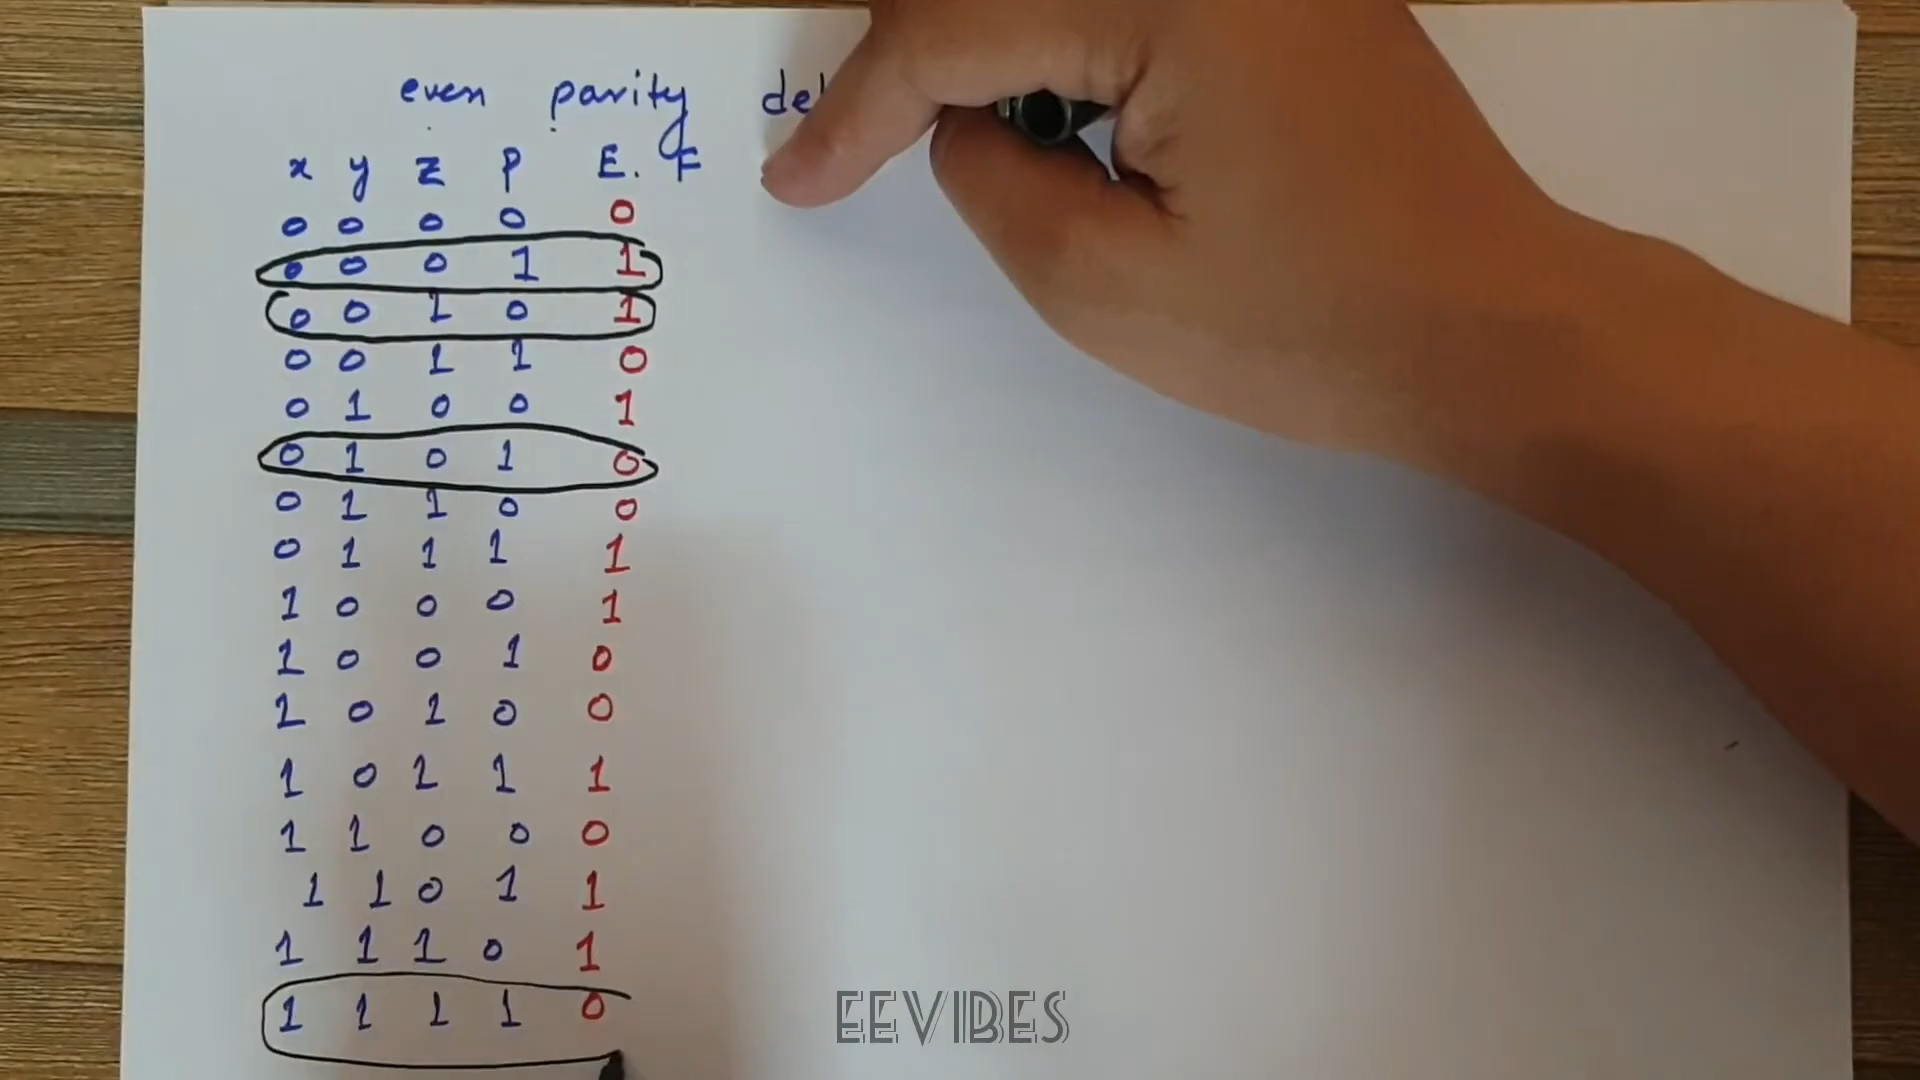 even parity
x y z P E. F
0 0 0 0 0
0 0 0 1 1
0 0 1 0 1
0 0 1 1 0
0 1 0 0 1
0 1 0 1 0
0 1 1 0 0
0 1 1 1 1
1 0 0 0 1
1 0 0 1 0
1 0 1 0 0
1 0 1 1 1
1 1 0 0 0
1 1 0 1 1
1 1 1 0 1
1 1 1 1 0
EEVIBES